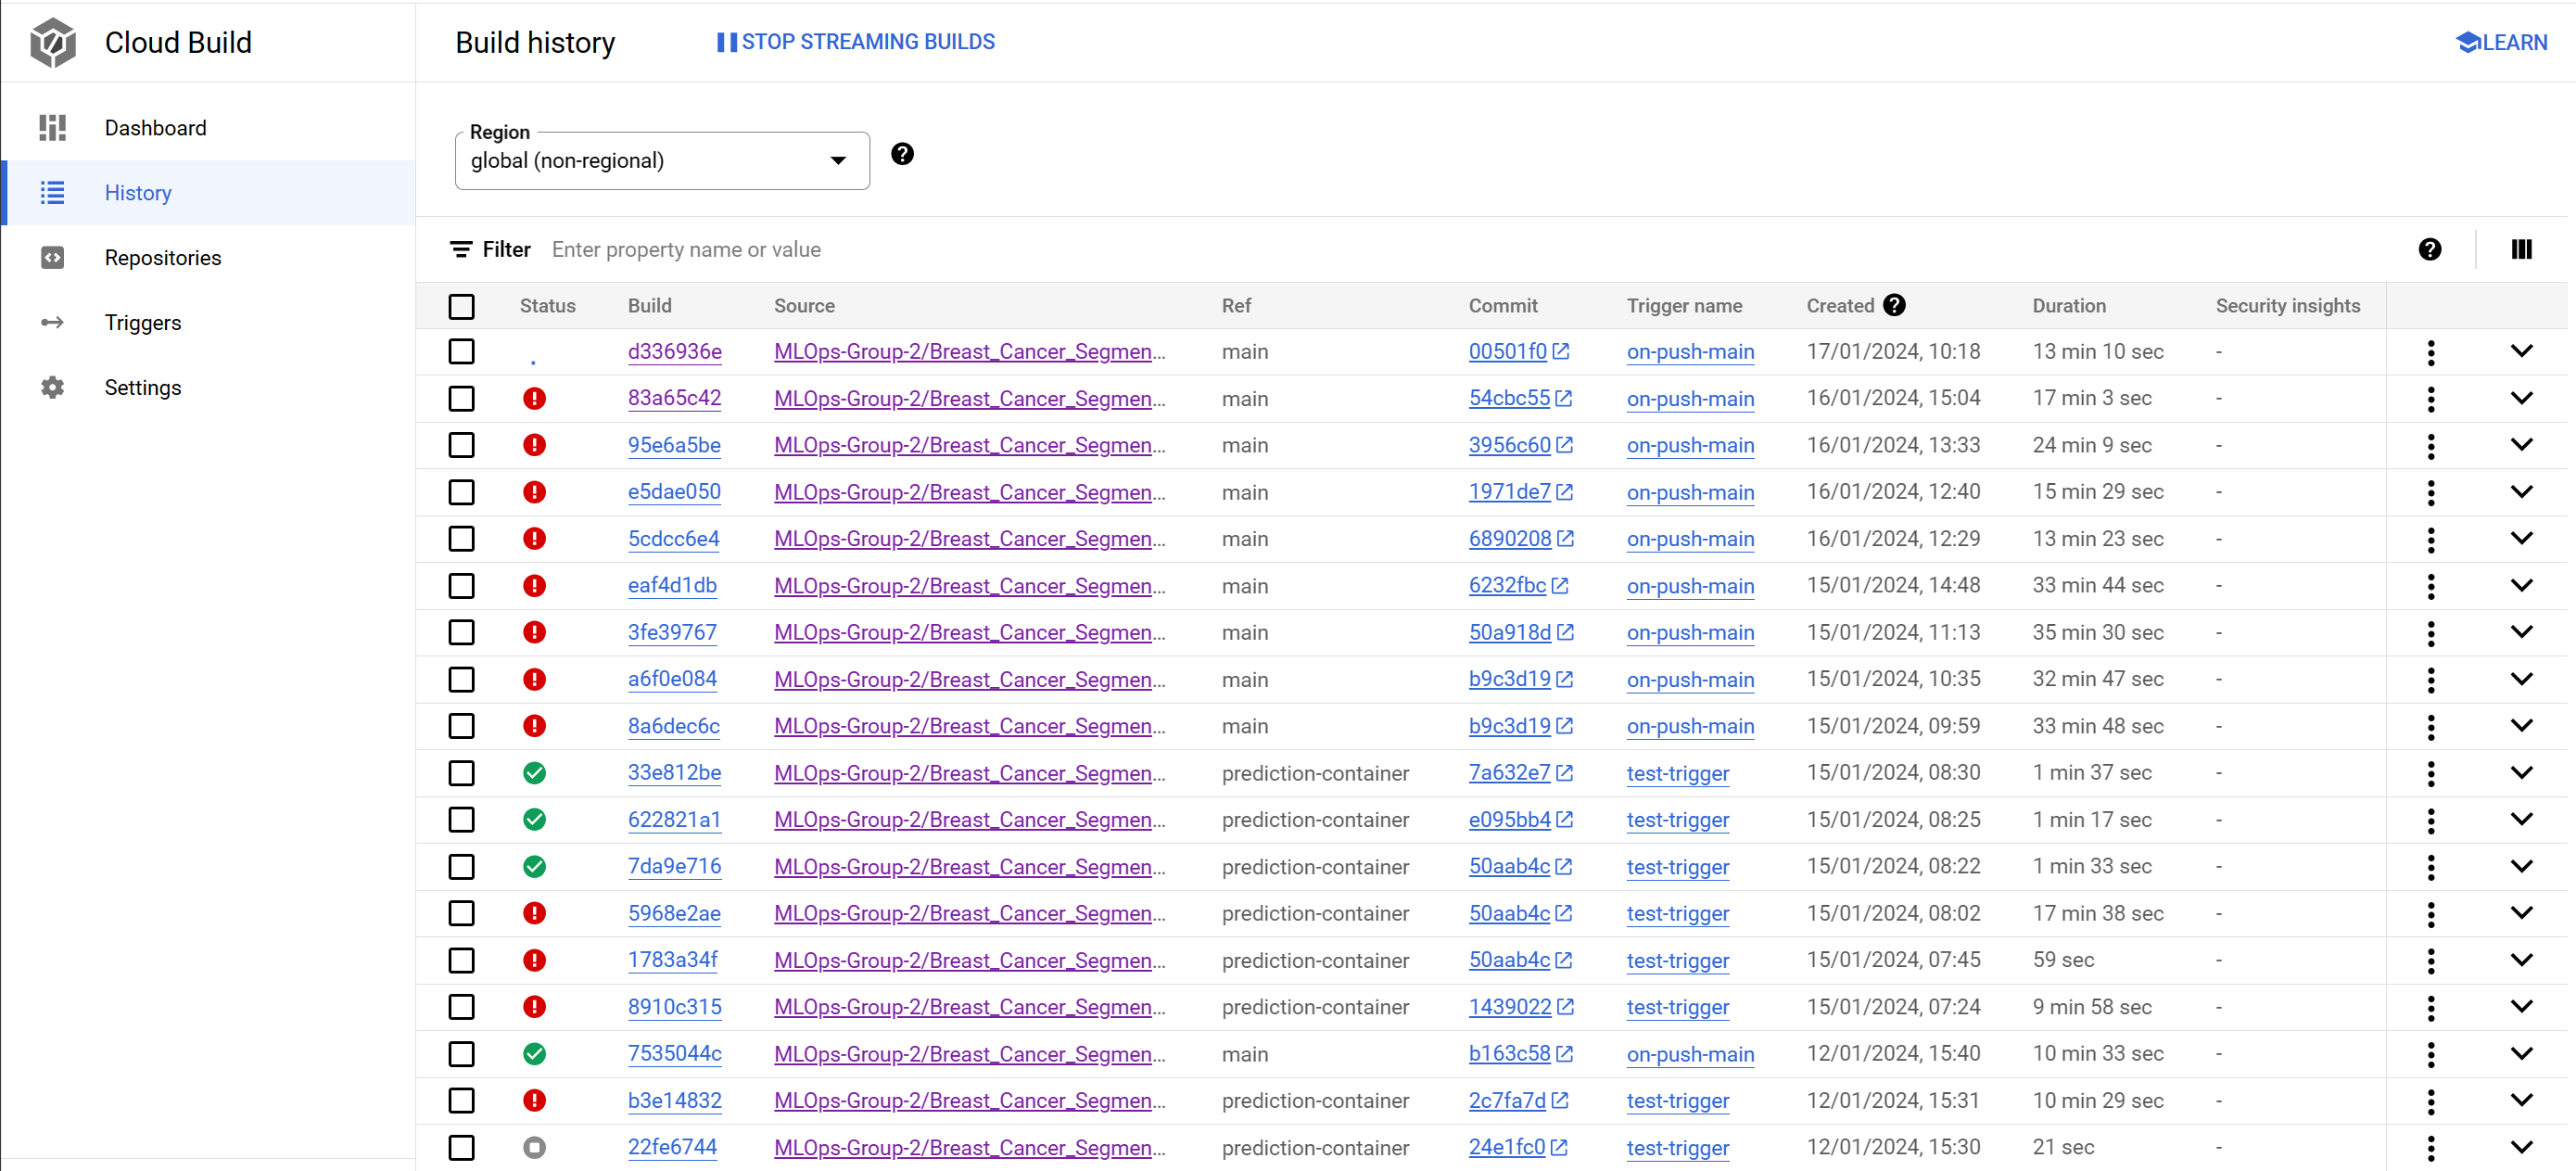 Cloud Build
Build history
STOP STREAMING BUILDS
LEARN
Dashboard
History
Repositories
Triggers
Settings
Region
global (non-regional)
Filter Enter property name or value
Status Build Source Ref Commit Trigger name Created Duration Security insights
d336936e MLOps-Group-2/Breast_Cancer_Segmen... main 00501f0 on-push-main 17/01/2024, 10:18 13 min 10 sec -
83a65c42 MLOps-Group-2/Breast_Cancer_Segmen... main 54cbc55 on-push-main 16/01/2024, 15:04 17 min 3 sec -
95e6a5be MLOps-Group-2/Breast_Cancer_Segmen... main 3956c60 on-push-main 16/01/2024, 13:33 24 min 9 sec -
e5dae050 MLOps-Group-2/Breast_Cancer_Segmen... main 1971de7 on-push-main 16/01/2024, 12:40 15 min 29 sec -
5cdcc6e4 MLOps-Group-2/Breast_Cancer_Segmen... main 6890208 on-push-main 16/01/2024, 12:29 13 min 23 sec -
eaf4d1db MLOps-Group-2/Breast_Cancer_Segmen... main 6232fbc on-push-main 15/01/2024, 14:48 33 min 44 sec -
3fe39767 MLOps-Group-2/Breast_Cancer_Segmen... main 50a918d on-push-main 15/01/2024, 11:13 35 min 30 sec -
a6f0e084 MLOps-Group-2/Breast_Cancer_Segmen... main b9c3d19 on-push-main 15/01/2024, 10:35 32 min 47 sec -
8a6dec6c MLOps-Group-2/Breast_Cancer_Segmen... main b9c3d19 on-push-main 15/01/2024, 09:59 33 min 48 sec -
33e812be MLOps-Group-2/Breast_Cancer_Segmen... prediction-container 7a632e7 test-trigger 15/01/2024, 08:30 1 min 37 sec -
622821a1 MLOps-Group-2/Breast_Cancer_Segmen... prediction-container e095bb4 test-trigger 15/01/2024, 08:25 1 min 17 sec -
7da9e716 MLOps-Group-2/Breast_Cancer_Segmen... prediction-container 50aab4c test-trigger 15/01/2024, 08:22 1 min 33 sec -
5968e2ae MLOps-Group-2/Breast_Cancer_Segmen... prediction-container 50aab4c test-trigger 15/01/2024, 08:02 17 min 38 sec -
1783a34f MLOps-Group-2/Breast_Cancer_Segmen... prediction-container 50aab4c test-trigger 15/01/2024, 07:45 59 sec -
8910c315 MLOps-Group-2/Breast_Cancer_Segmen... prediction-container 1439022 test-trigger 15/01/2024, 07:24 9 min 58 sec -
7535044c MLOps-Group-2/Breast_Cancer_Segmen... main b163c58 on-push-main 12/01/2024, 15:40 10 min 33 sec -
b3e14832 MLOps-Group-2/Breast_Cancer_Segmen... prediction-container 2c7fa7d test-trigger 12/01/2024, 15:31 10 min 29 sec -
22fe6744 MLOps-Group-2/Breast_Cancer_Segmen... prediction-container 24e1fc0 test-trigger 12/01/2024, 15:30 21 sec -